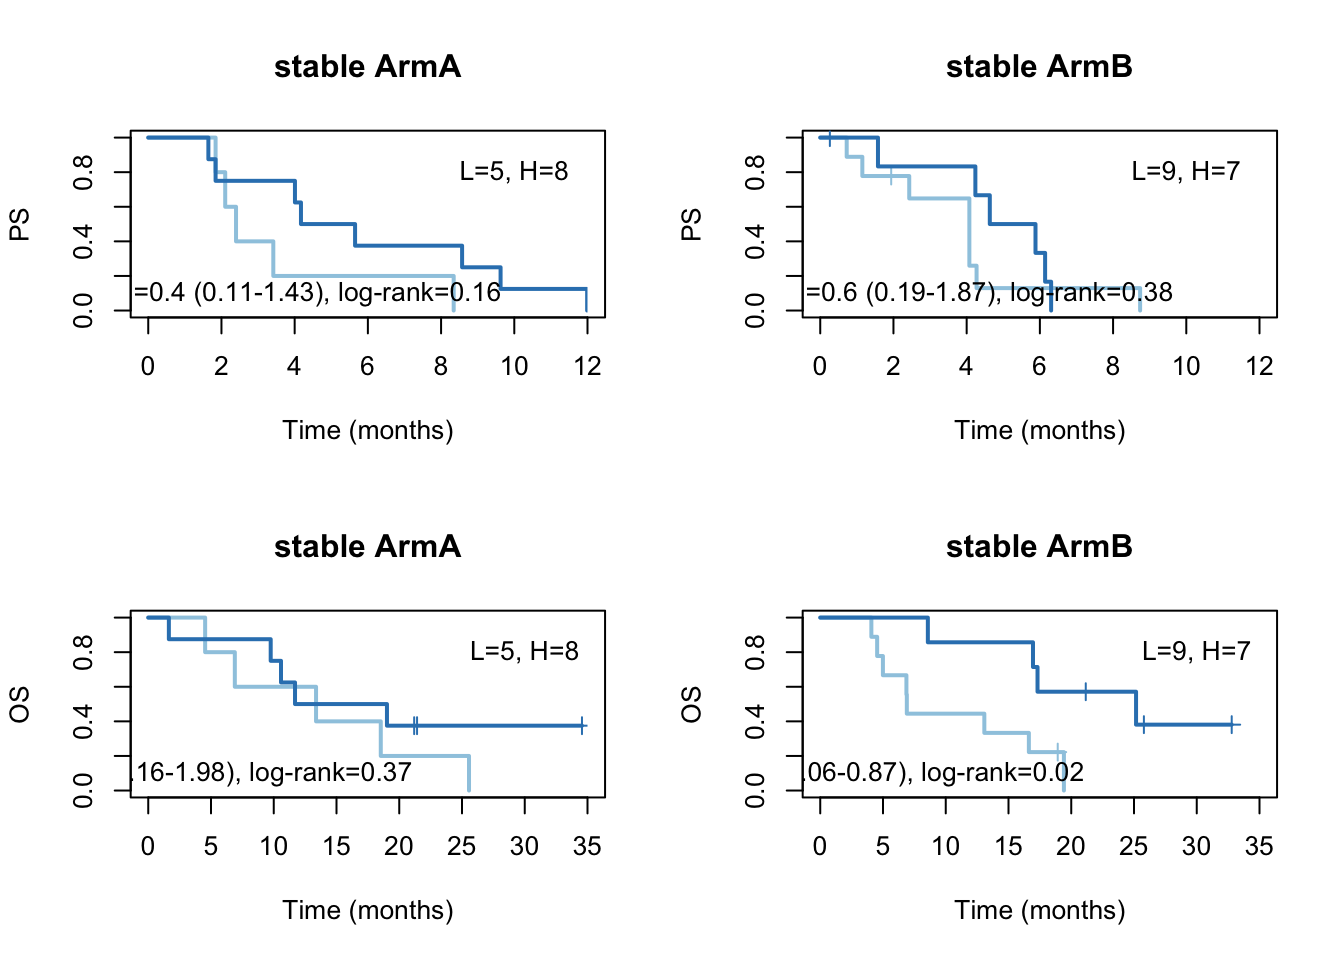 stable ArmA
PS
0.0 0.4 0.8
L=5, H=8
=0.4 (0.11-1.43), log-rank=0.16
0 2 4 6 8 10 12
Time (months)
stable ArmB
PS
0.0 0.4 0.8
L=9, H=7
=0.6 (0.19-1.87), log-rank=0.38
0 2 4 6 8 10 12
Time (months)
stable ArmA
OS
0.0 0.4 0.8
L=5, H=8
.16-1.98), log-rank=0.37
0 5 10 15 20 25 30 35
Time (months)
stable ArmB
OS
0.0 0.4 0.8
L=9, H=7
.06-0.87), log-rank=0.02
0 5 10 15 20 25 30 35
Time (months)